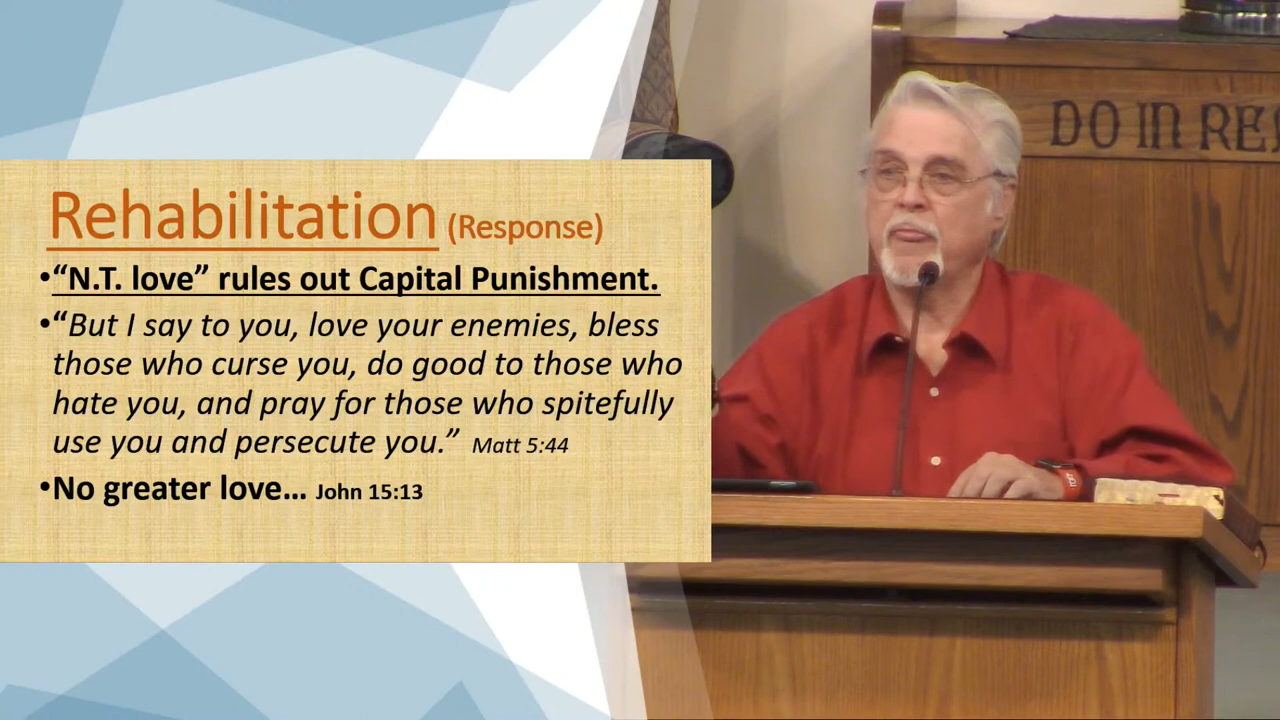 Rehabilitation (Response)
•“N.T. love” rules out Capital Punishment.
•“But I say to you, love your enemies, bless
those who curse you, do good to those who
hate you, and pray for those who spitefully
use you and persecute you.” Matt 5:44
•No greater love… John 15:13
DO IN RE